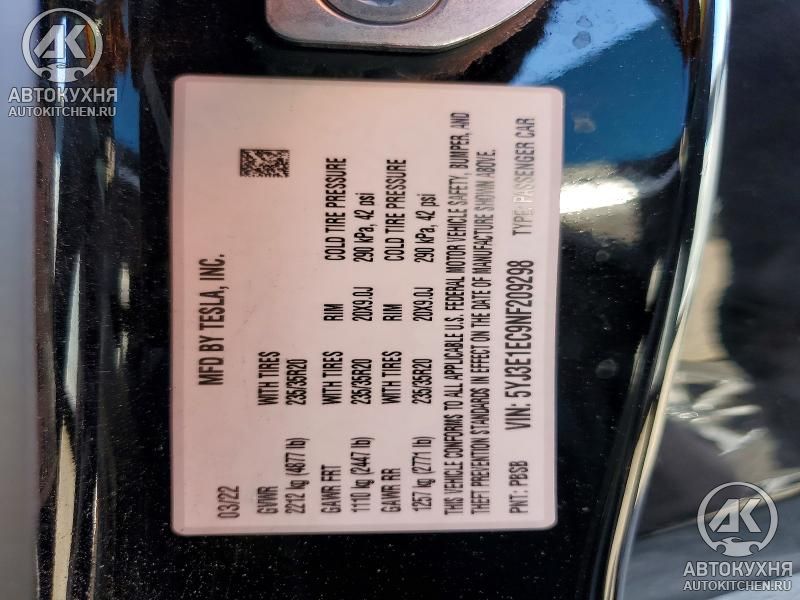 АВТОКУХНЯ
AUTOKITCHEN.RU
MFD BY TESLA, INC.
03/22
GVWR WITH TIRES RIM COLD TIRE PRESSURE
2212 kg (4877 lb) 235/35R20 20X9.0J 290 kPa, 42 psi
GAWR FRT WITH TIRES RIM COLD TIRE PRESSURE
1110 kg (2447 lb) 235/35R20 20X9.0J 290 kPa, 42 psi
GAWR RR
1257 kg (2771 lb)
THIS VEHICLE CONFORMS TO ALL APPLICABLE U.S. FEDERAL MOTOR VEHICLE SAFETY, BUMPER, AND
THEFT PREVENTION STANDARDS IN EFFECT ON THE DATE OF MANUFACTURE SHOWN ABOVE.
PNT: PBSB VIN: 5YJ3E1EC9NF209298 TYPE: PASSENGER CAR
АВТОКУХНЯ
AUTOKITCHEN.RU